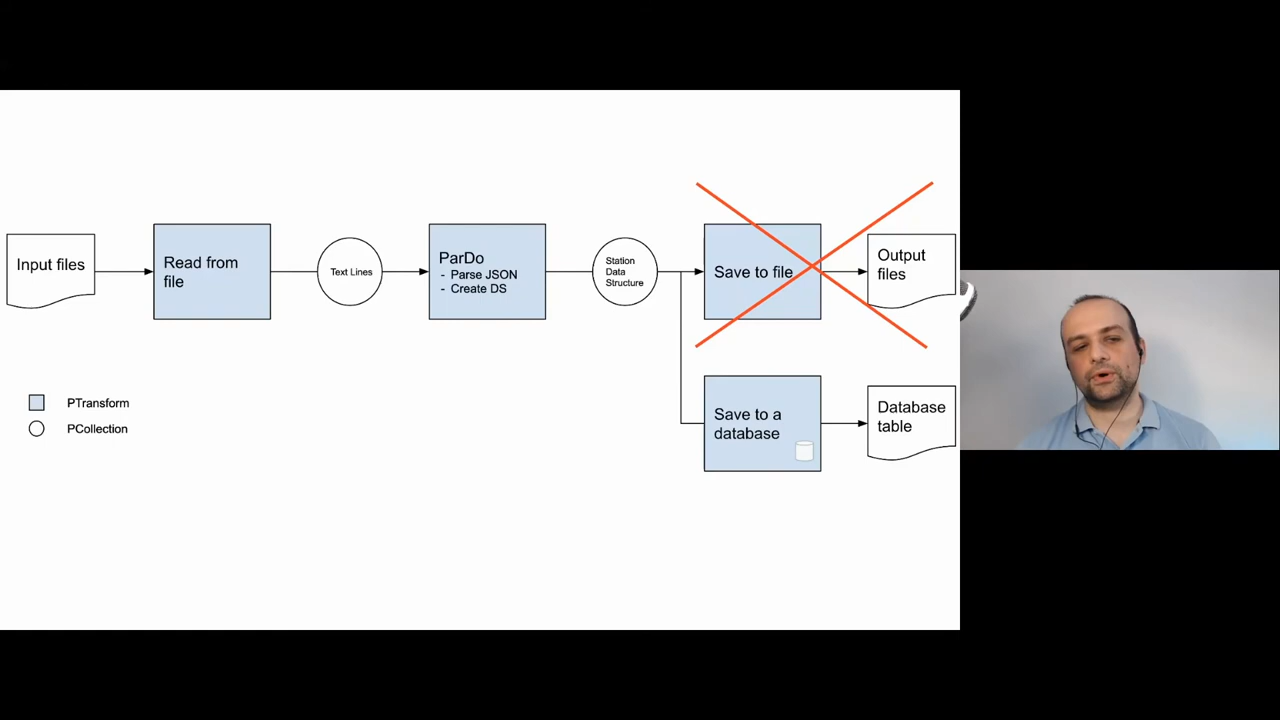 Input files
Read from
file
Text Lines
ParDo
- Parse JSON
- Create DS
Station
Data
Structure
Save to file
Output
files
Save to a
database
Database
table
PTransform
PCollection